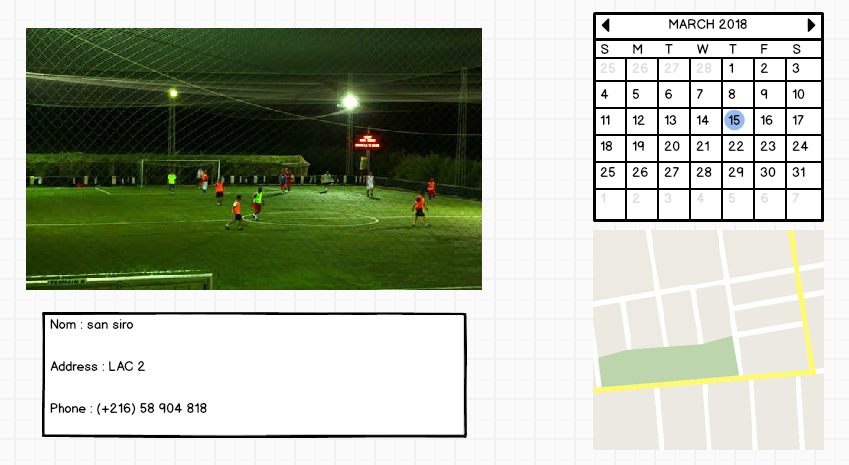 MARCH 2018
S M T W T F S
25 26 27 28 1 2 3
4 5 6 7 8 9 10
11 12 13 14 15 16 17
18 19 20 21 22 23 24
25 26 27 28 29 30 31
1 2 3 4 5 6 7
Nom : san siro
Address : LAC 2
Phone : (+216) 58 904 818